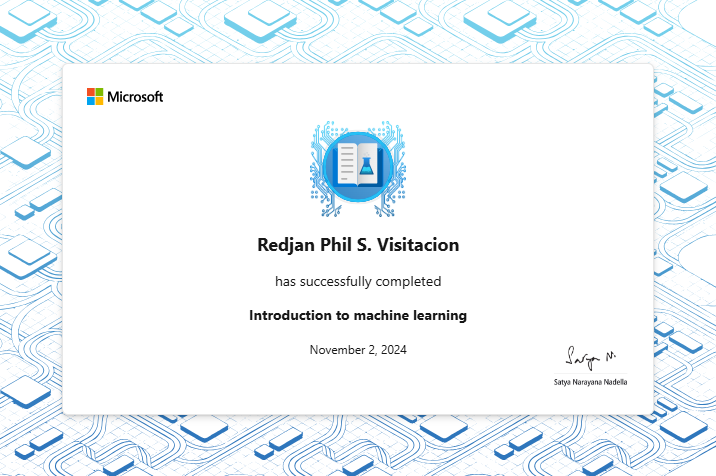 Microsoft
Redjan Phil S. Visitacion
has successfully completed
Introduction to machine learning
November 2, 2024
Satya N.
Satya Narayana Nadella